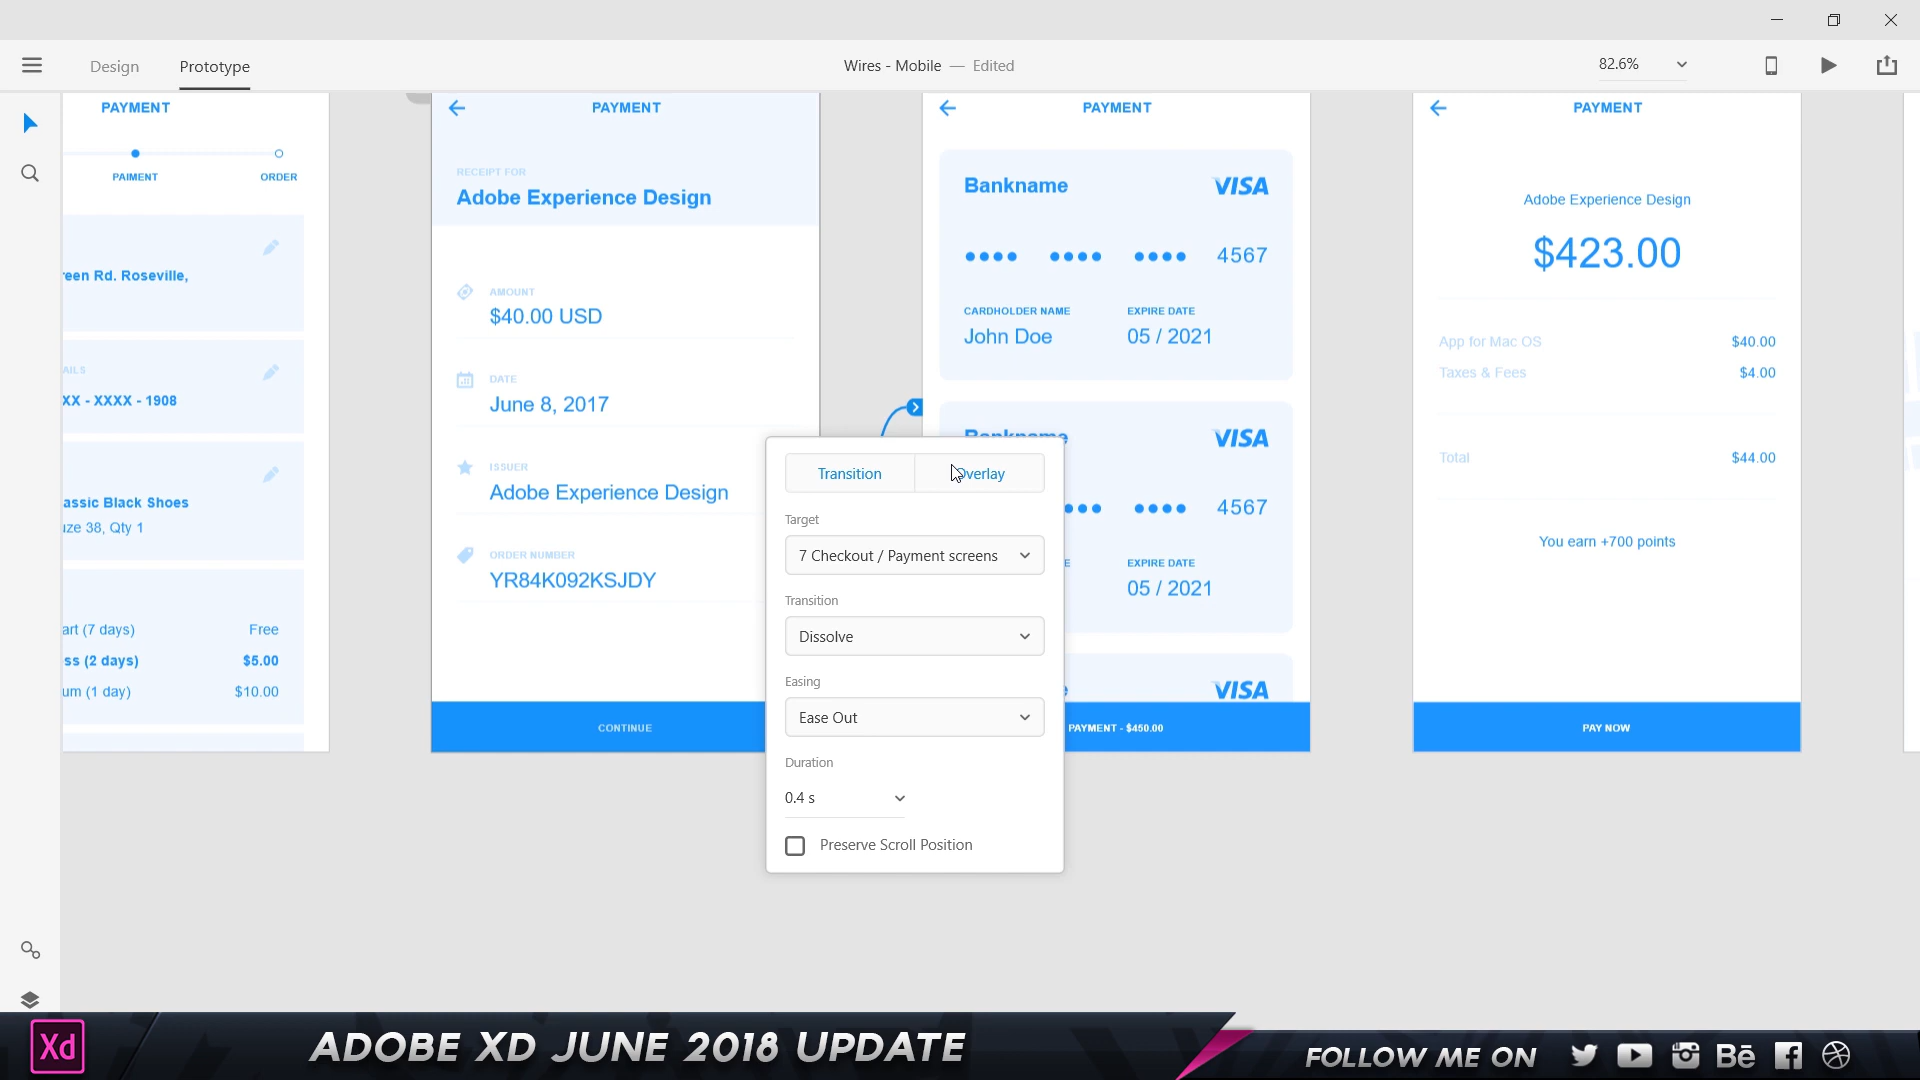 Design
Prototype
Wires - Mobile — Edited
82.6%
PAYMENT
PAIMENT
ORDER
reen Rd. Roseville,
AILS
XX - XXXX - 1908
assic Black Shoes
ize 38, Qty 1
art (7 days) Free
ss (2 days) $5.00
um (1 day) $10.00
PAYMENT
RECEIPT FOR
Adobe Experience Design
AMOUNT
$40.00 USD
DATE
June 8, 2017
ISSUER
Adobe Experience Design
ORDER NUMBER
YR84K092KSJDY
CONTINUE
PAYMENT
Bankname VISA
4567
CARDHOLDER NAME EXPIRE DATE
John Doe 05 / 2021
Bankname VISA
4567
E EXPIRE DATE
05 / 2021
VISA
PAYMENT - $450.00
Transition
Overlay
Target
7 Checkout / Payment screens
Transition
Dissolve
Easing
Ease Out
Duration
0.4 s
Preserve Scroll Position
PAYMENT
Adobe Experience Design
$423.00
App for Mac OS $40.00
Taxes & Fees $4.00
Total $44.00
You earn +700 points
PAY NOW
Xd
ADOBE XD JUNE 2018 UPDATE
FOLLOW ME ON
Bē